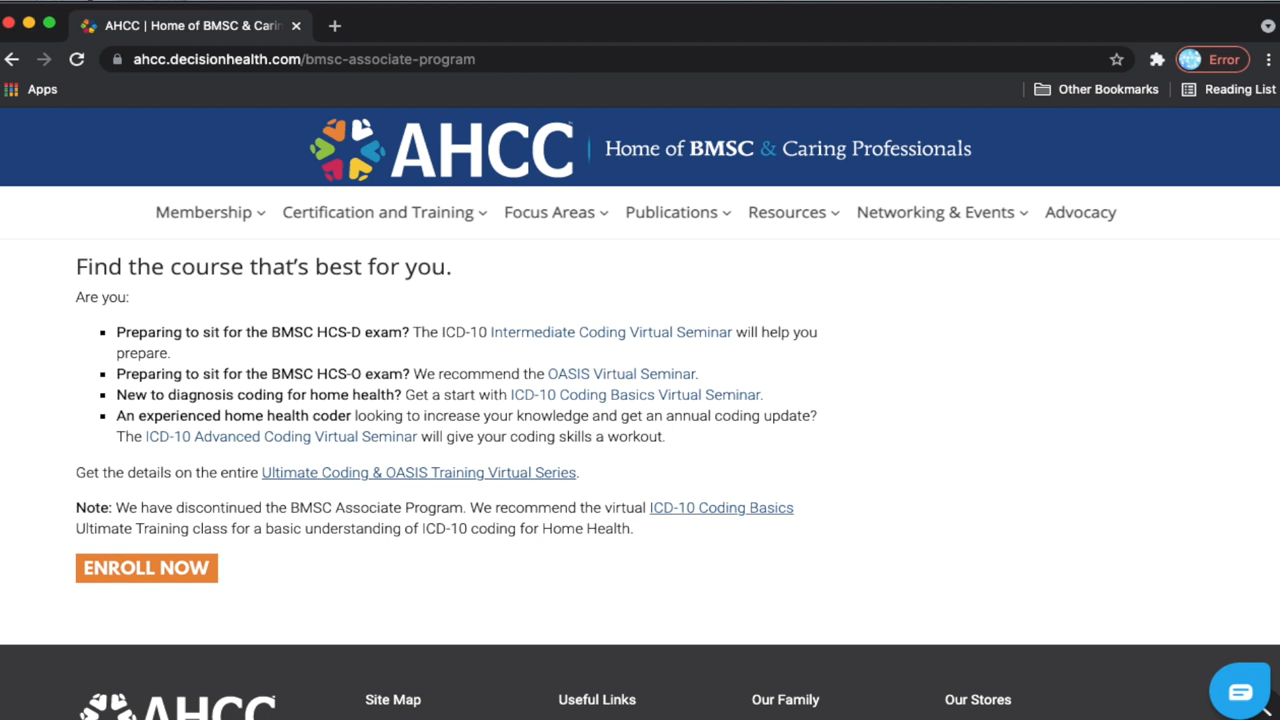 AHCC | Home of BMSC & Cari
ahcc.decisionhealth.com/bmsc-associate-program
Error
Apps
Other Bookmarks
Reading List
AHCC
Home of BMSC & Caring Professionals
Membership
Certification and Training
Focus Areas
Publications
Resources
Networking & Events
Advocacy
Find the course that's best for you.
Are you:
Preparing to sit for the BMSC HCS-D exam? The ICD-10 Intermediate Coding Virtual Seminar will help you
prepare.
Preparing to sit for the BMSC HCS-O exam? We recommend the OASIS Virtual Seminar.
New to diagnosis coding for home health? Get a start with ICD-10 Coding Basics Virtual Seminar.
An experienced home health coder looking to increase your knowledge and get an annual coding update?
The ICD-10 Advanced Coding Virtual Seminar will give your coding skills a workout.
Get the details on the entire Ultimate Coding & OASIS Training Virtual Series.
Note: We have discontinued the BMSC Associate Program. We recommend the virtual ICD-10 Coding Basics
Ultimate Training class for a basic understanding of ICD-10 coding for Home Health.
ENROLL NOW
AHCC
Site Map
Useful Links
Our Family
Our Stores